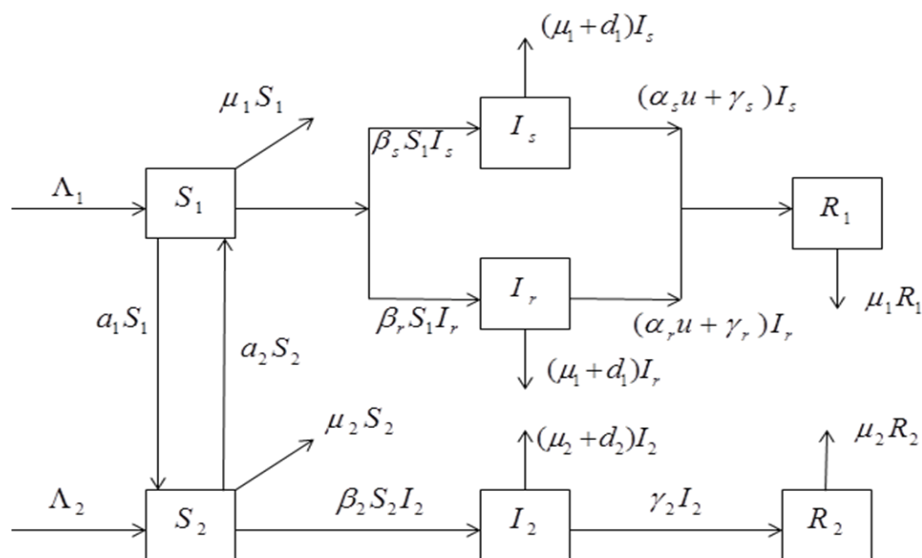 (μ₁+d₁)Iₛ
μ₁S₁
(αₛu+γₛ)Iₛ
Iₛ
βₛS₁Iₛ
Λ₁
S₁
R₁
Iᵣ
μ₁R₁
a₁S₁
βᵣS₁Iᵣ
(αᵣu+γᵣ)Iᵣ
a₂S₂
(μ₁+d₁)Iᵣ
μ₂S₂
(μ₂+d₂)I₂
μ₂R₂
Λ₂
β₂S₂I₂
γ₂I₂
S₂
I₂
R₂